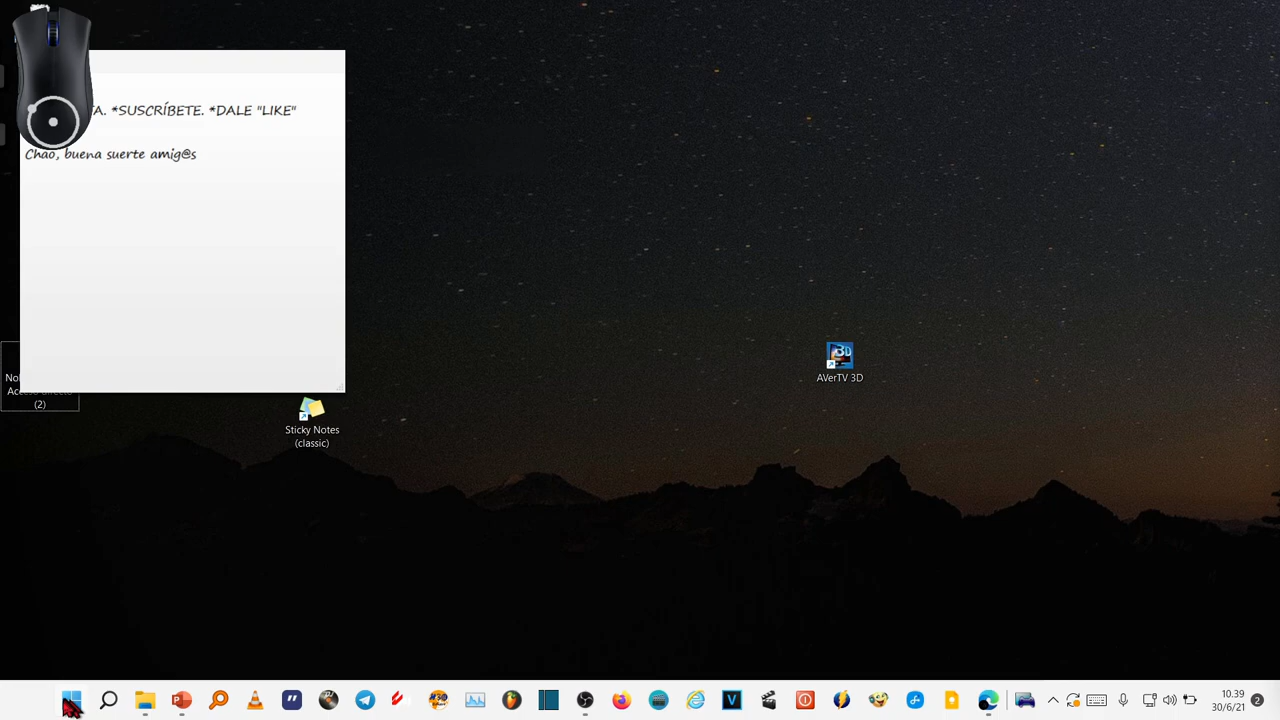 TA. *SUSCRÍBETE. *DALE "LIKE"
Chao, buena suerte amig@s
(2)
Sticky Notes
(classic)
3D
AVerTV 3D
10.39
30/6/21
2